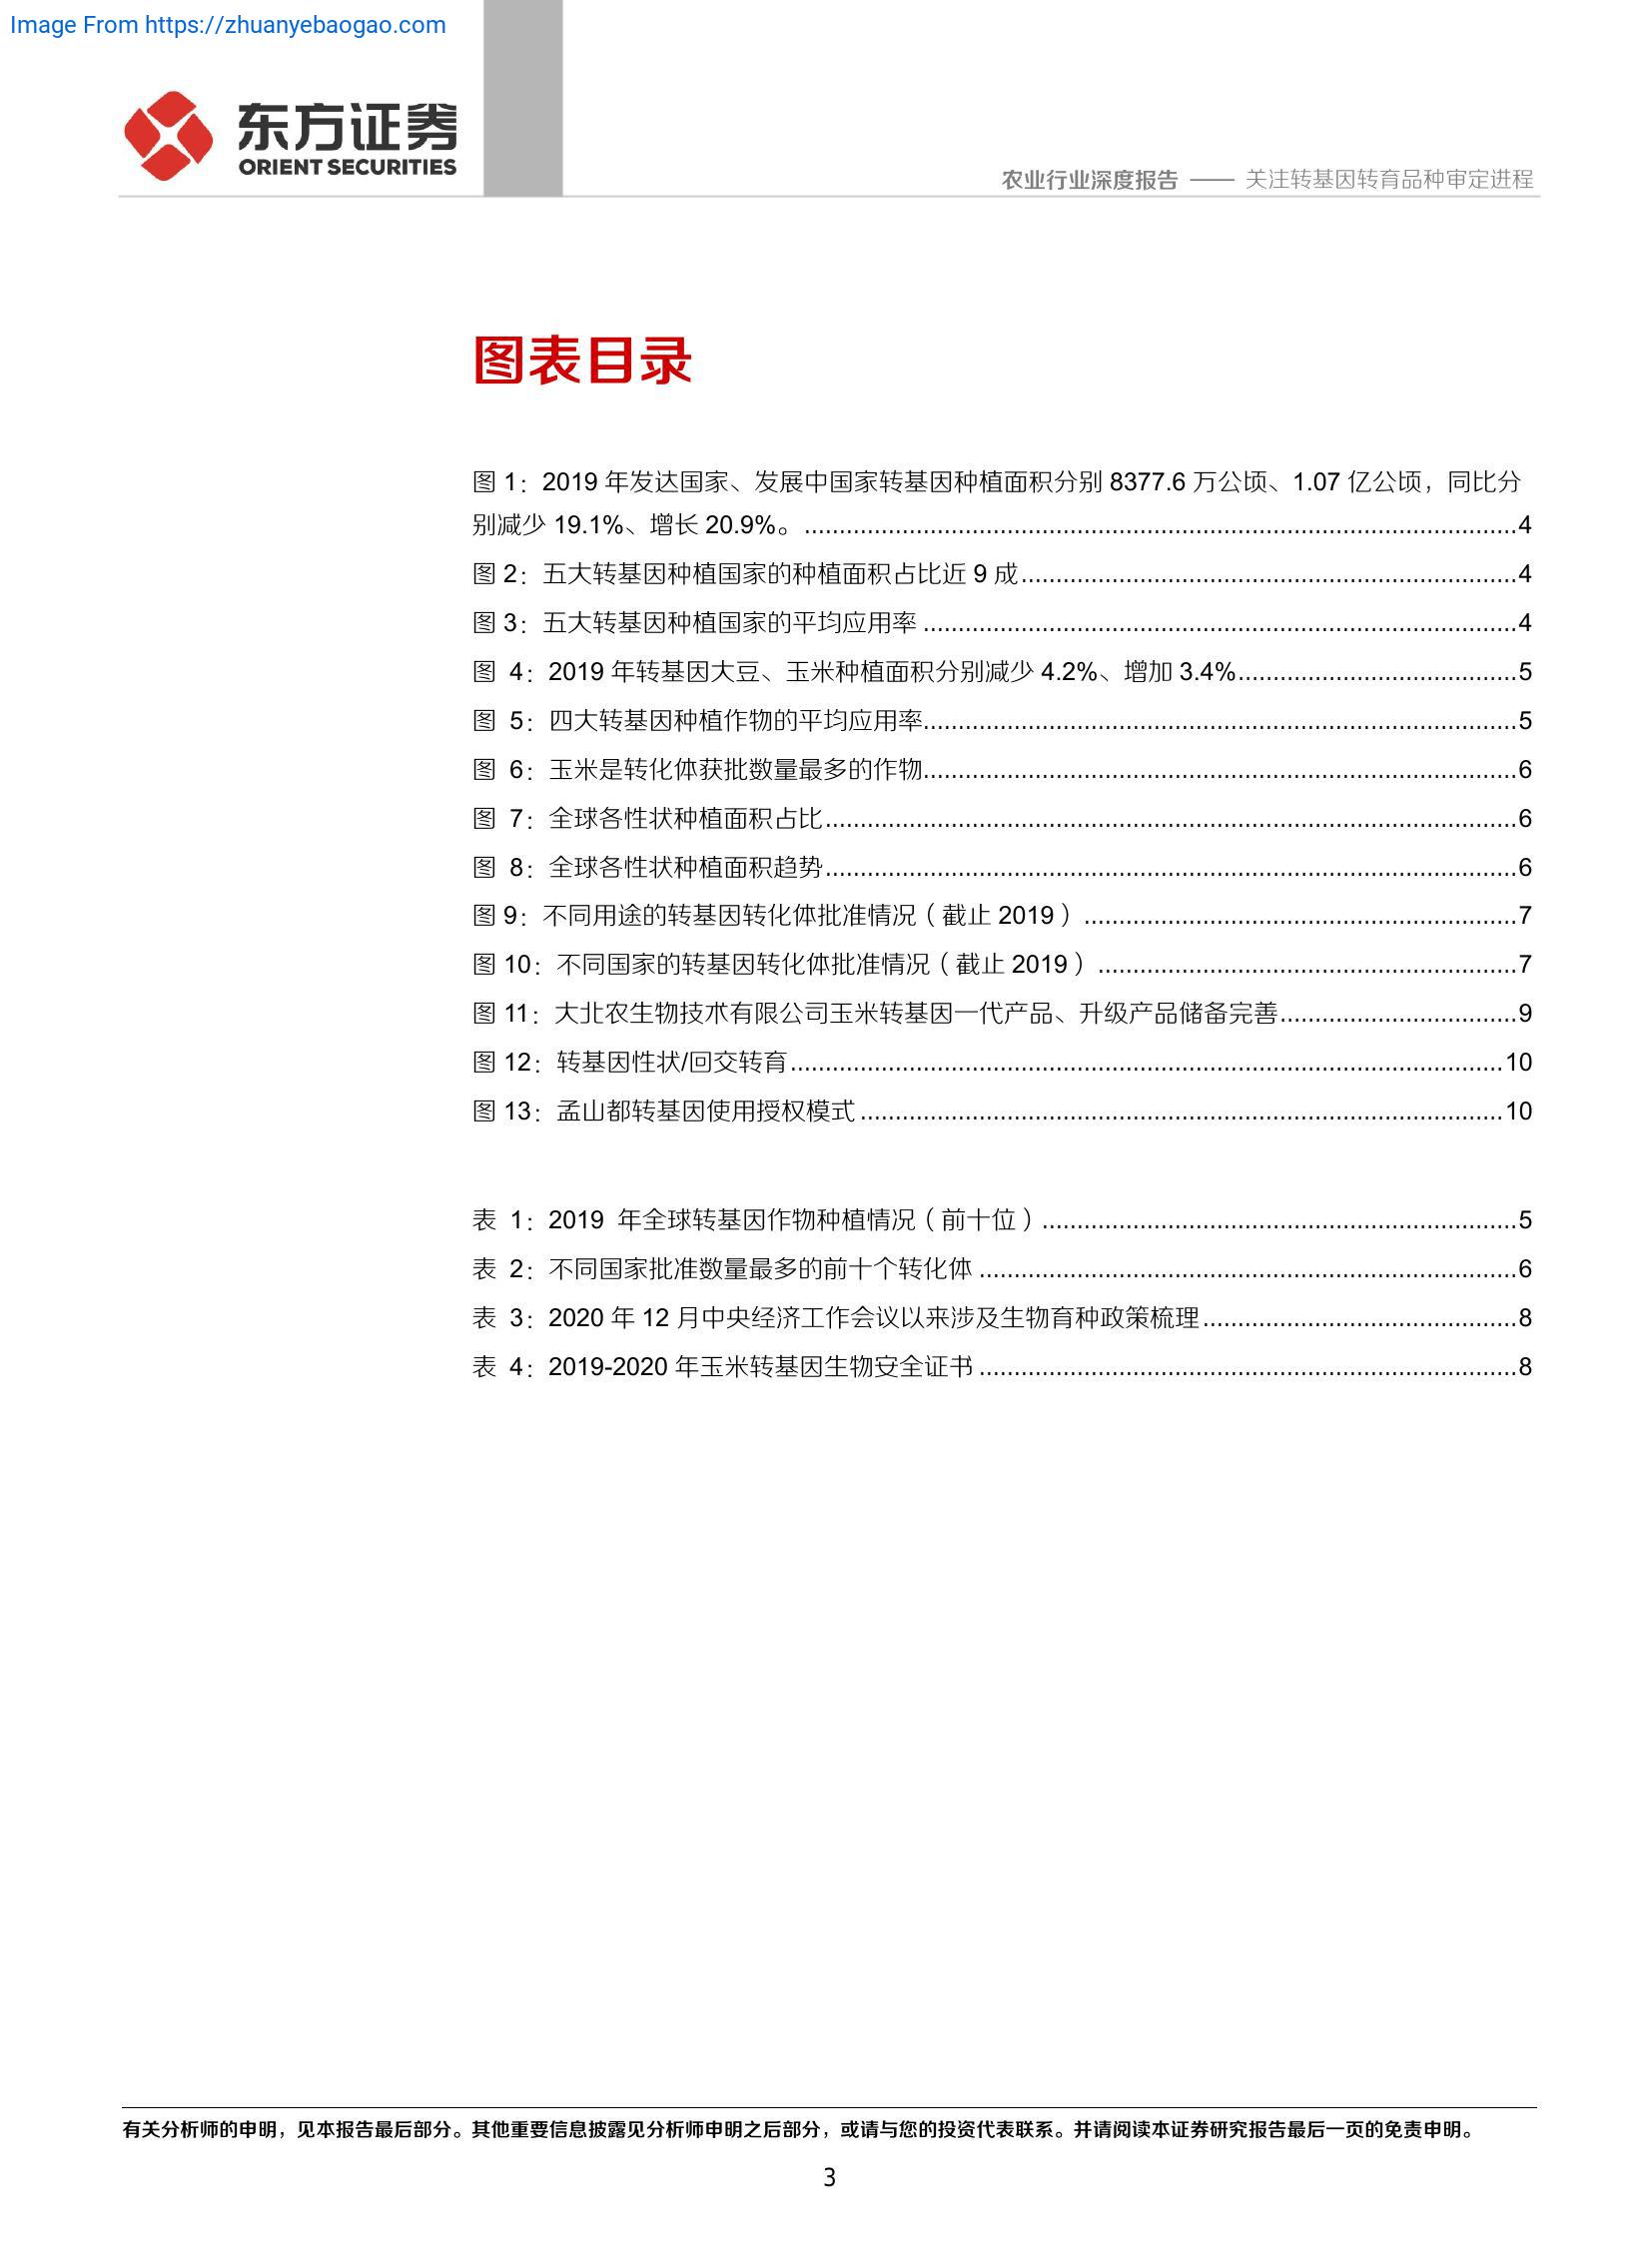 Image From https://zhuanyebaogao.com
东方证券
ORIENT SECURITIES
农业行业深度报告 —— 关注转基因转育品种审定进程
图表目录
图 1：2019 年发达国家、发展中国家转基因种植面积分别 8377.6 万公顷、1.07 亿公顷，同比分
别减少 19.1%、增长 20.9%。 ........................................................................4
图 2：五大转基因种植国家的种植面积占比近 9 成........................................................................4
图 3：五大转基因种植国家的平均应用率 ........................................................................4
图 4：2019 年转基因大豆、玉米种植面积分别减少 4.2%、增加 3.4%........................................5
图 5：四大转基因种植作物的平均应用率........................................................................5
图 6：玉米是转化体获批数量最多的作物........................................................................6
图 7：全球各性状种植面积占比........................................................................6
图 8：全球各性状种植面积趋势........................................................................6
图 9：不同用途的转基因转化体批准情况（截止 2019） ............................................................7
图 10：不同国家的转基因转化体批准情况（截止 2019） ............................................................7
图 11：大北农生物技术有限公司玉米转基因一代产品、升级产品储备完善..................................9
图 12：转基因性状/回交转育........................................................................10
图 13：孟山都转基因使用授权模式 ........................................................................10
表 1：2019 年全球转基因作物种植情况（前十位）....................................................................5
表 2：不同国家批准数量最多的前十个转化体 ........................................................................6
表 3：2020 年 12 月中央经济工作会议以来涉及生物育种政策梳理.............................................8
表 4：2019-2020 年玉米转基因生物安全证书 ........................................................................8
有关分析师的申明，见本报告最后部分。其他重要信息披露见分析师申明之后部分，或请与您的投资代表联系。并请阅读本证券研究报告最后一页的免责申明。
3